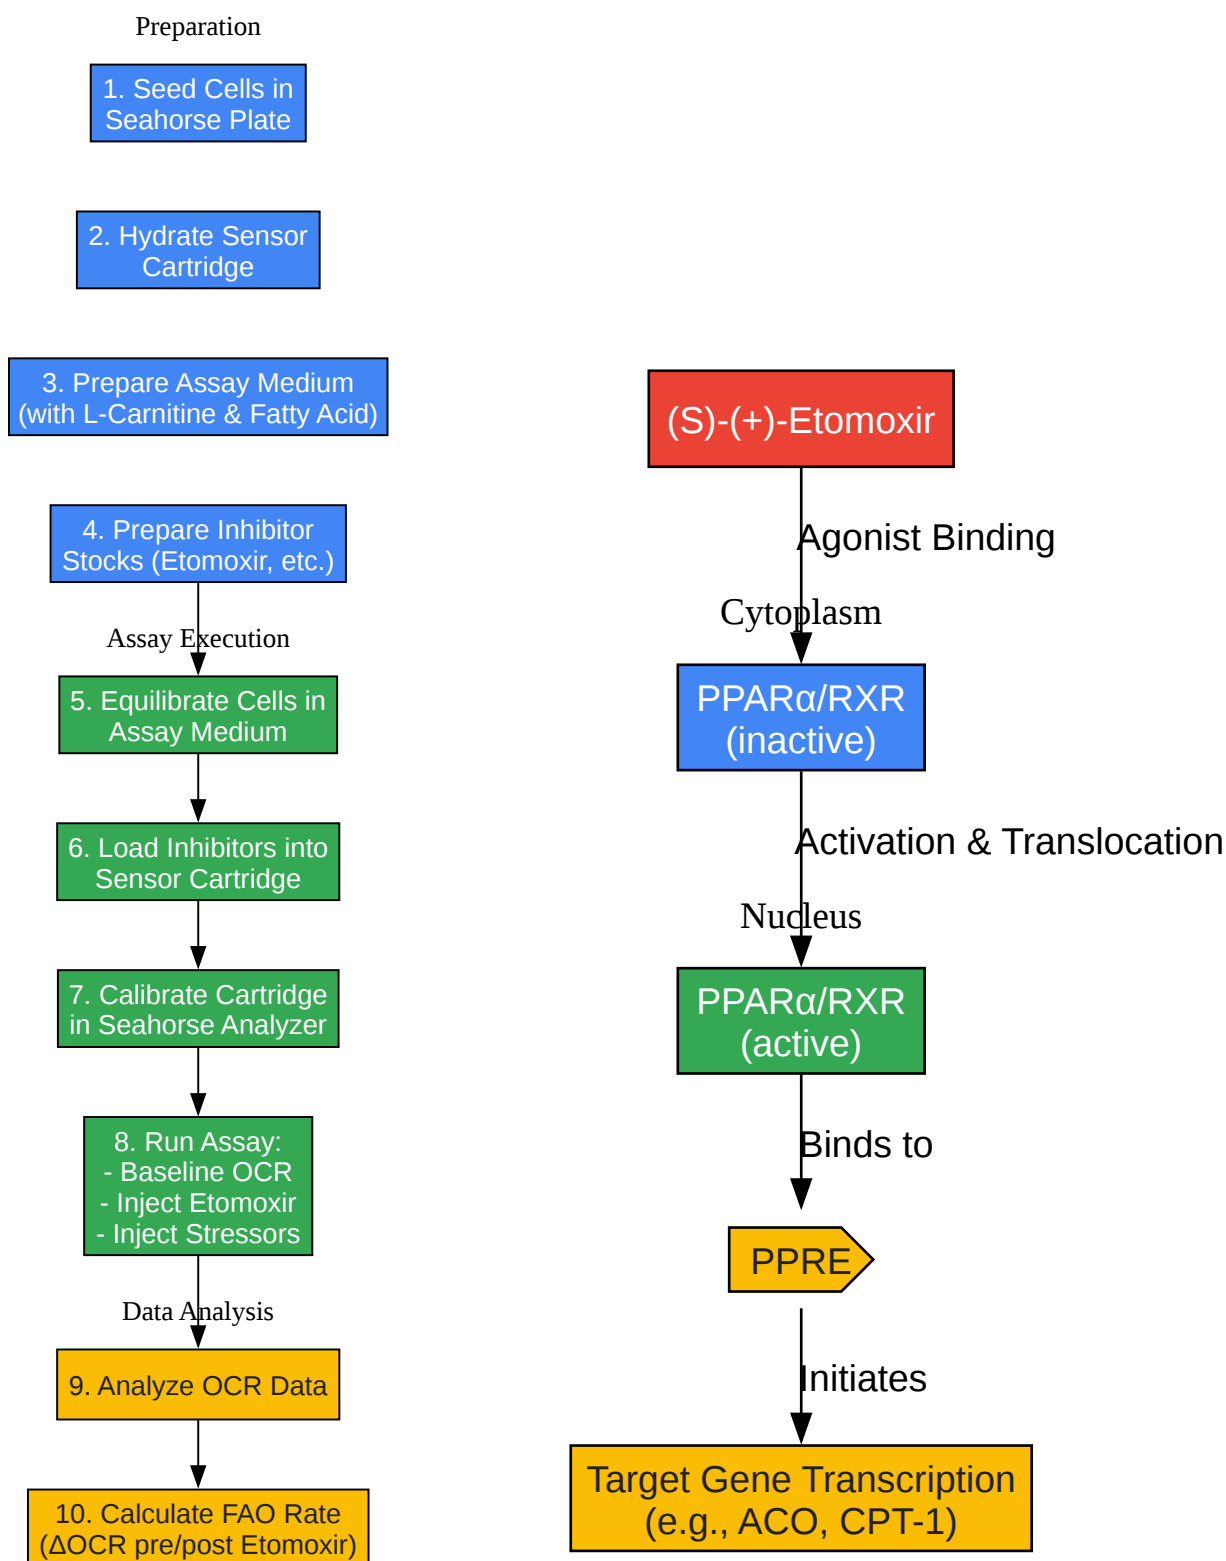 Preparation
1. Seed Cells in
Seahorse Plate
2. Hydrate Sensor
Cartridge
3. Prepare Assay Medium
(with L-Carnitine & Fatty Acid)
4. Prepare Inhibitor
Stocks (Etomoxir, etc.)
Assay Execution
5. Equilibrate Cells in
Assay Medium
6. Load Inhibitors into
Sensor Cartridge
7. Calibrate Cartridge
in Seahorse Analyzer
8. Run Assay:
- Baseline OCR
- Inject Etomoxir
- Inject Stressors
Data Analysis
9. Analyze OCR Data
10. Calculate FAO Rate
(ΔOCR pre/post Etomoxir)
(S)-(+)-Etomoxir
Agonist Binding
Cytoplasm
PPARα/RXR
(inactive)
Activation & Translocation
Nucleus
PPARα/RXR
(active)
Binds to
PPRE
Initiates
Target Gene Transcription
(e.g., ACO, CPT-1)